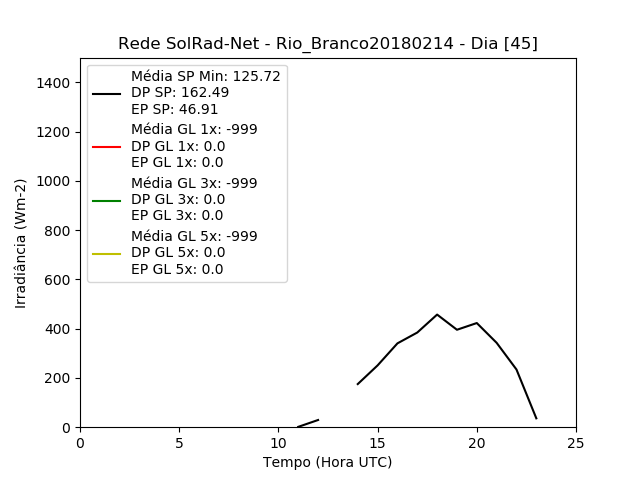 Rede SolRad-Net - Rio_Branco20180214 - Dia [45]
Média SP Min: 125.72
DP SP: 162.49
EP SP: 46.91
Média GL 1x: -999
DP GL 1x: 0.0
EP GL 1x: 0.0
Média GL 3x: -999
DP GL 3x: 0.0
EP GL 3x: 0.0
Média GL 5x: -999
DP GL 5x: 0.0
EP GL 5x: 0.0
Irradiância (Wm-2)
1400
1200
1000
800
600
400
200
0
0 5 10 15 20 25
Tempo (Hora UTC)